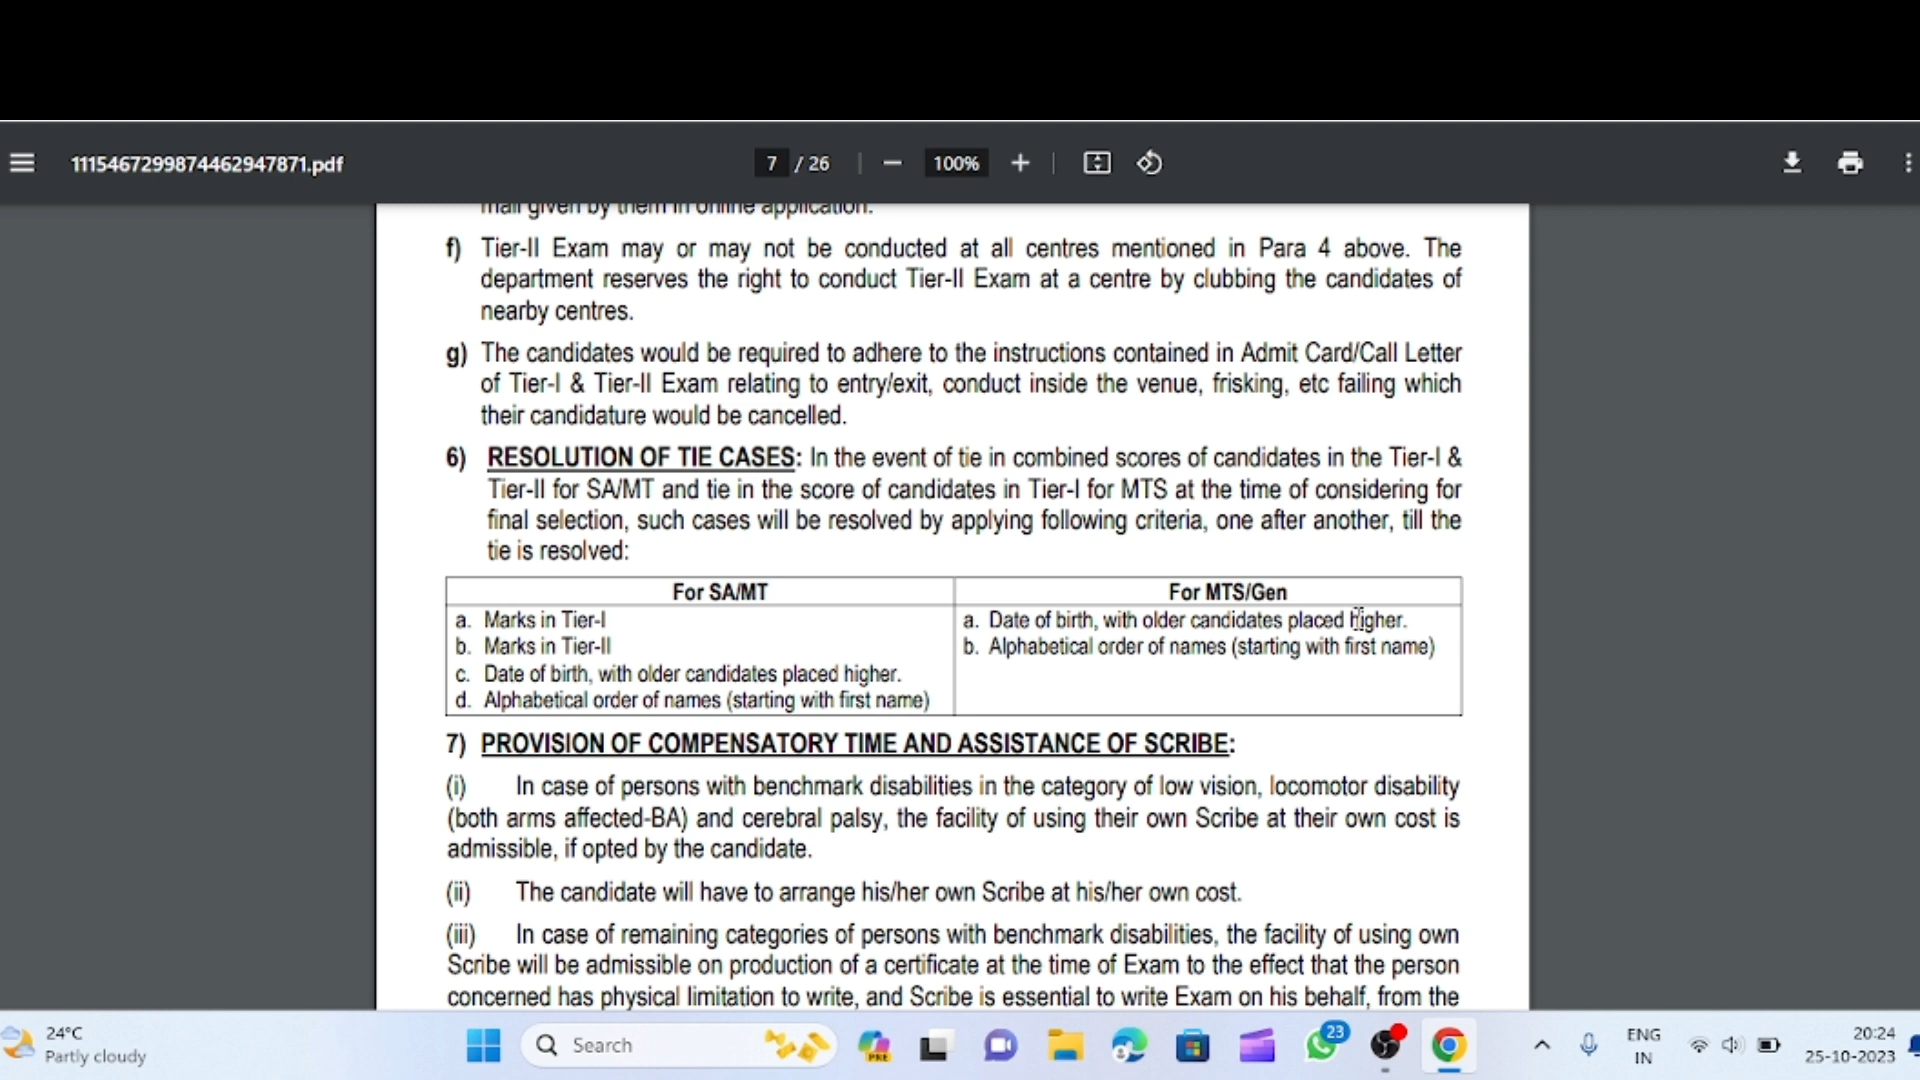 1115467299874462947871.pdf
7 / 26
100%
mail given by them in online application.
f) Tier-II Exam may or may not be conducted at all centres mentioned in Para 4 above. The
department reserves the right to conduct Tier-II Exam at a centre by clubbing the candidates of
nearby centres.
g) The candidates would be required to adhere to the instructions contained in Admit Card/Call Letter
of Tier-I & Tier-II Exam relating to entry/exit, conduct inside the venue, frisking, etc failing which
their candidature would be cancelled.
6) RESOLUTION OF TIE CASES: In the event of tie in combined scores of candidates in the Tier-I &
Tier-II for SA/MT and tie in the score of candidates in Tier-I for MTS at the time of considering for
final selection, such cases will be resolved by applying following criteria, one after another, till the
tie is resolved:
For SA/MT
a. Marks in Tier-I
b. Marks in Tier-II
c. Date of birth, with older candidates placed higher.
d. Alphabetical order of names (starting with first name)
For MTS/Gen
a. Date of birth, with older candidates placed higher.
b. Alphabetical order of names (starting with first name)
7) PROVISION OF COMPENSATORY TIME AND ASSISTANCE OF SCRIBE:
(i) In case of persons with benchmark disabilities in the category of low vision, locomotor disability
(both arms affected-BA) and cerebral palsy, the facility of using their own Scribe at their own cost is
admissible, if opted by the candidate.
(ii) The candidate will have to arrange his/her own Scribe at his/her own cost.
(iii) In case of remaining categories of persons with benchmark disabilities, the facility of using own
Scribe will be admissible on production of a certificate at the time of Exam to the effect that the person
concerned has physical limitation to write, and Scribe is essential to write Exam on his behalf, from the
24°C
Partly cloudy
Search
PRE
23
ENG
IN
20:24
25-10-2023